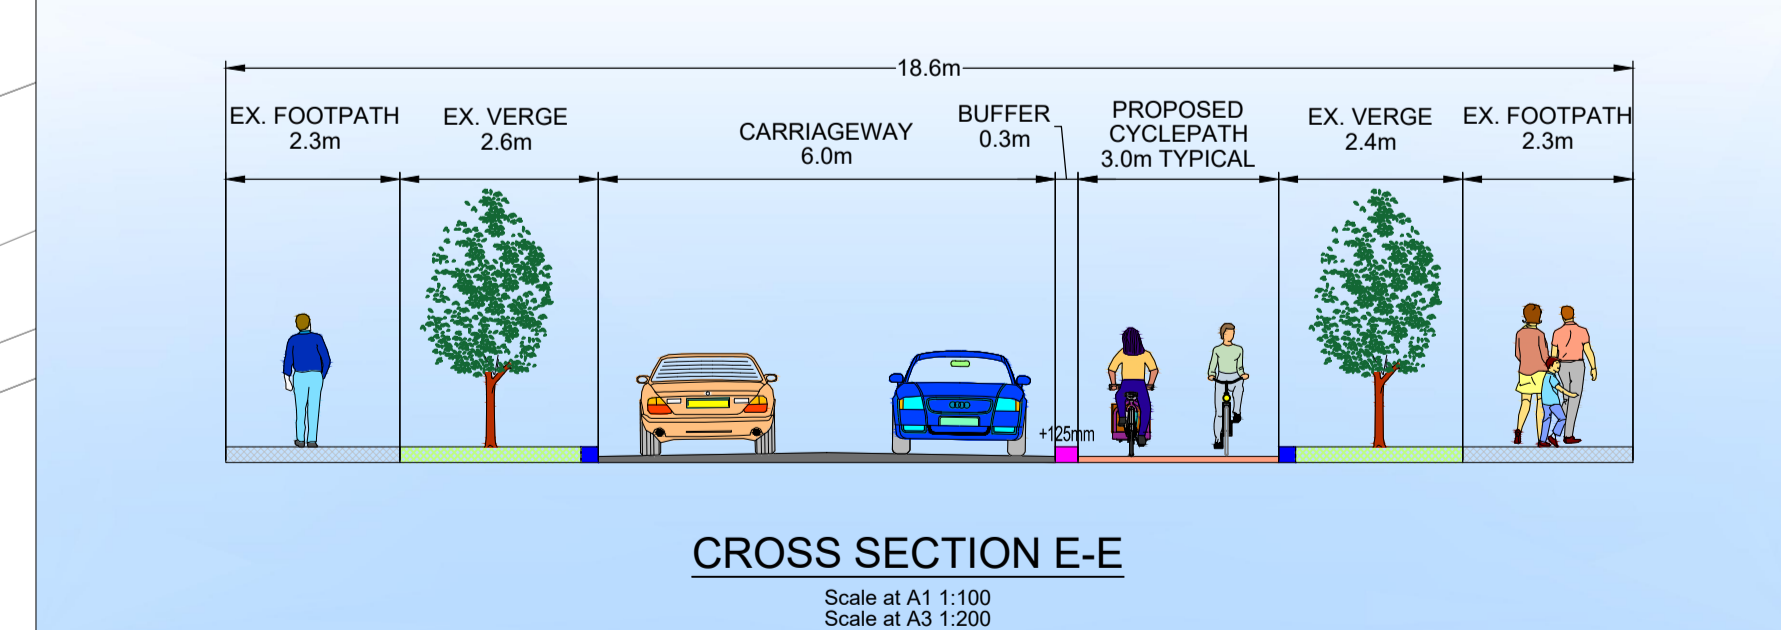 18.6m
EX. FOOTPATH
2.3m
EX. VERGE
2.6m
CARRIAGEWAY
6.0m
BUFFER
0.3m
PROPOSED
CYCLEPATH
3.0m TYPICAL
EX. VERGE
2.4m
EX. FOOTPATH
2.3m
+125mm
CROSS SECTION E-E
Scale at A1 1:100
Scale at A3 1:200